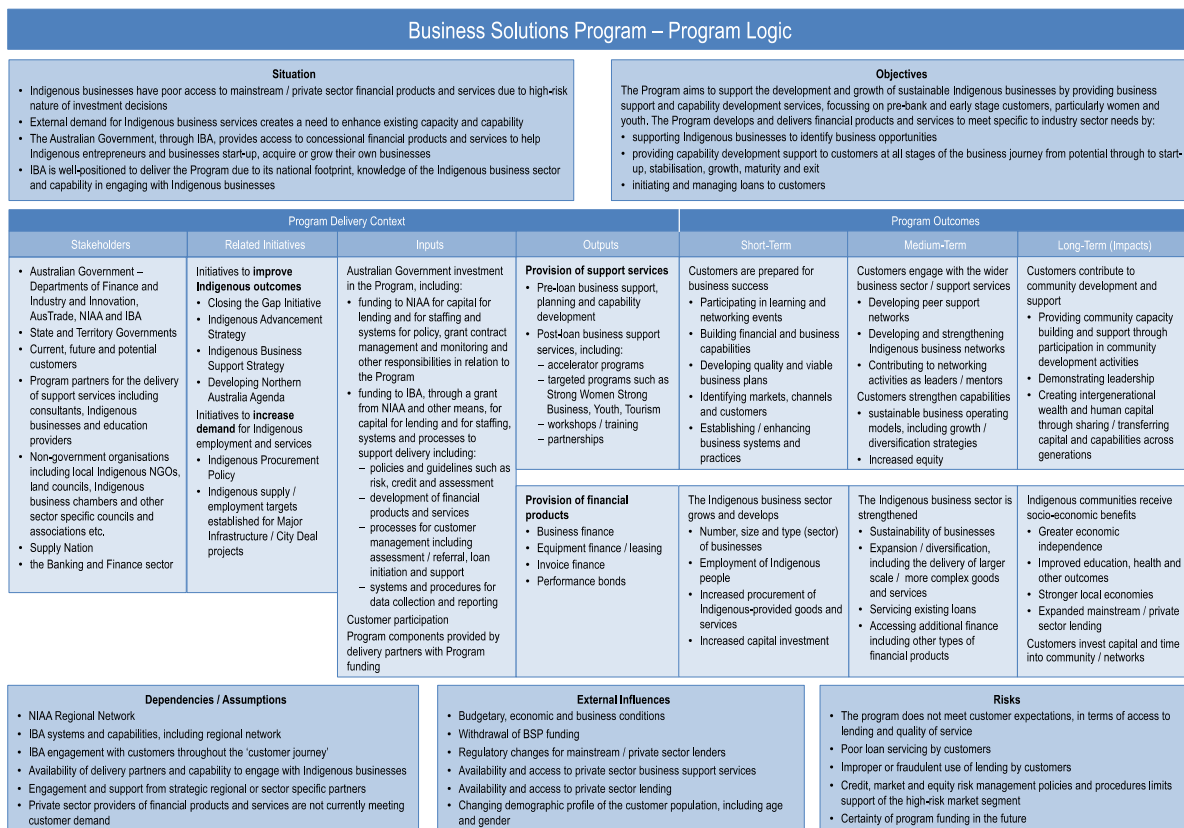 Business Solutions Program – Program Logic
Situation
• Indigenous businesses have poor access to mainstream / private sector financial products and services due to high-risk
nature of investment decisions
• External demand for Indigenous business services creates a need to enhance existing capacity and capability
• The Australian Government, through IBA, provides access to concessional financial products and services to help
Indigenous entrepreneurs and businesses start-up, acquire or grow their own businesses
• IBA is well-positioned to deliver the Program due to its national footprint, knowledge of the Indigenous business sector
and capability in engaging with Indigenous businesses
Objectives
The Program aims to support the development and growth of sustainable Indigenous businesses by providing business
support and capability development services, focussing on pre-bank and early stage customers, particularly women and
youth. The Program develops and delivers financial products and services to meet specific to industry sector needs by:
• supporting Indigenous businesses to identify business opportunities
• providing capability development support to customers at all stages of the business journey from potential through to start-
up, stabilisation, growth, maturity and exit
• initiating and managing loans to customers
Program Delivery Context
Program Outcomes
Stakeholders
Related Initiatives
Inputs
Outputs
Short-Term
Medium-Term
Long-Term (Impacts)
• Australian Government –
Departments of Finance
and Industry and Innovation,
AusTrade, NIAA and IBA
• State and Territory Governments
• Current, future and potential
customers
• Program partners for the delivery
of support services including
consultants, Indigenous
businesses and education
providers
• Non-government organisations
including local Indigenous NGOs,
land councils, Indigenous
business chambers and other
sector specific councils and
associations etc.
• Supply Nation
• the Banking and Finance sector
Initiatives to improve
Indigenous outcomes
• Closing the Gap Initiative
• Indigenous Advancement
Strategy
• Indigenous Business
Support Strategy
• Developing Northern
Australia Agenda
Initiatives to increase
demand for Indigenous
employment and services
• Indigenous Procurement
Policy
• Indigenous supply /
employment targets
established for Major
Infrastructure / City Deal
projects
Australian Government investment
in the Program, including:
• funding to NIAA for capital for
lending and for staffing and
systems for policy, grant contract
management and monitoring and
other responsibilities in relation to
the Program
• funding to IBA, through a grant
from NIAA and other means, for
capital for lending and for staffing,
systems and processes to
support delivery including:
– policies and guidelines such as
risk, credit and assessment
– development of financial
products and services
– processes for customer
management including
assessment / referral, loan
initiation and support
– systems and procedures for
data collection and reporting
Customer participation
Program components provided by
delivery partners with Program
funding
Provision of support services
• Pre-loan business support,
planning and capability
development
• Post-loan business support
services, including:
– accelerator programs
– targeted programs such as
Strong Women Strong
Business, Youth, Tourism
– workshops / training
– partnerships
Customers are prepared for
business success
• Participating in learning and
networking events
• Building financial and business
capabilities
• Developing quality and viable
business plans
• Identifying markets, channels
and customers
• Establishing / enhancing
business systems and
practices
Customers engage with the wider
business sector / support services
• Developing peer support
networks
• Developing and strengthening
Indigenous business networks
• Contributing to networking
activities as leaders / mentors
Customers strengthen capabilities
• sustainable business operating
models, including growth /
diversification strategies
• Increased equity
Customers contribute to
community development and
support
• Providing community capacity
building and support through
participation in community
development activities
• Demonstrating leadership
• Creating intergenerational
wealth and human capital
through sharing / transferring
capital and capabilities across
generations
Provision of financial
products
• Business finance
• Equipment finance / leasing
• Invoice finance
• Performance bonds
The Indigenous business sector
grows and develops
• Number, size and type (sector)
of businesses
• Employment of Indigenous
people
• Increased procurement of
Indigenous-provided goods and
services
• Increased capital investment
The Indigenous business sector is
strengthened
• Sustainability of businesses
• Expansion / diversification,
including the delivery of larger
scale / more complex goods
and services
• Servicing existing loans
• Accessing additional finance
including other types of
financial products
Indigenous communities receive
socio-economic benefits
• Greater economic
independence
• Improved education, health and
other outcomes
• Stronger local economies
• Expanded mainstream / private
sector lending
Customers invest capital and time
into community / networks
Dependencies / Assumptions
• NIAA Regional Network
• IBA systems and capabilities, including regional network
• IBA engagement with customers throughout the ‘customer journey’
• Availability of delivery partners and capability to engage with Indigenous businesses
• Engagement and support from strategic regional or sector specific partners
• Private sector providers of financial products and services are not currently meeting
customer demand
External Influences
• Budgetary, economic and business conditions
• Withdrawal of BSP funding
• Regulatory changes for mainstream / private sector lenders
• Availability and access to private sector business support services
• Availability and access to private sector lending
• Changing demographic profile of the customer population, including age
and gender
Risks
• The program does not meet customer expectations, in terms of access to
lending and quality of service
• Poor loan servicing by customers
• Improper or fraudulent use of lending by customers
• Credit, market and equity risk management policies and procedures limits
support of the high-risk market segment
• Certainty of program funding in the future